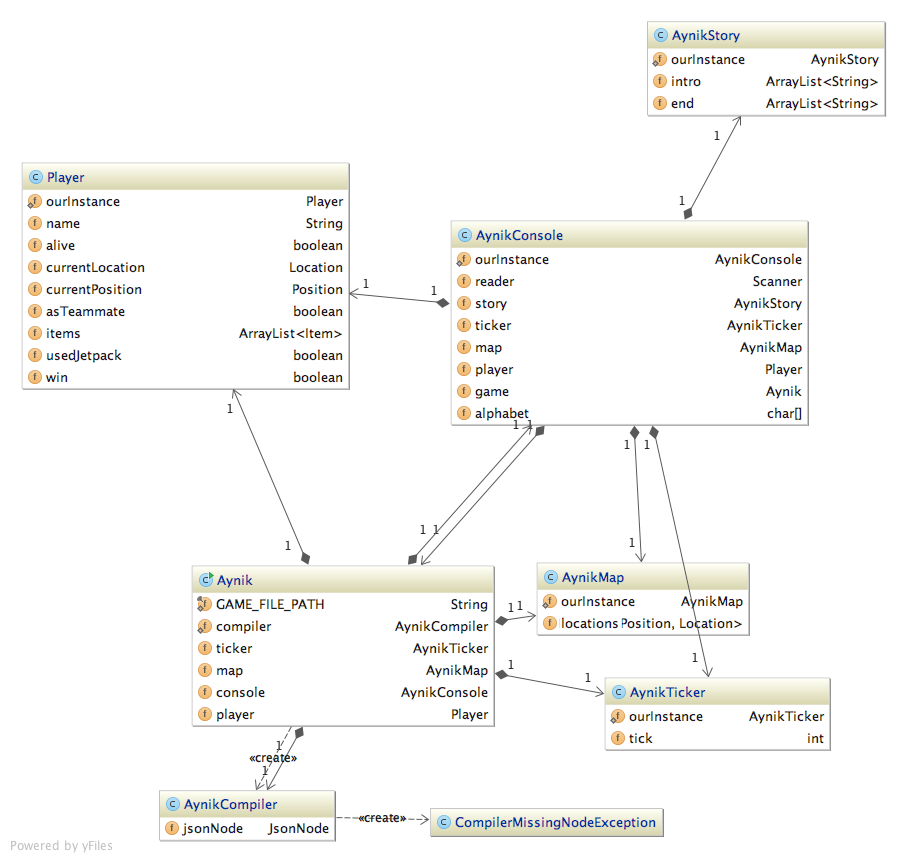 AynikStory
ourInstance AynikStory
intro ArrayList<String>
end ArrayList<String>
1
1
Player
ourInstance Player
name String
alive boolean
currentLocation Location
currentPosition Position
asTeammate boolean
items ArrayList<Item>
usedJetpack boolean
win boolean
1
1
AynikConsole
ourInstance AynikConsole
reader Scanner
story AynikStory
ticker AynikTicker
map AynikMap
player Player
game Aynik
alphabet char[]
1
1
1 1
1 1
1 1
1
1
Aynik
GAME_FILE_PATH String
compiler AynikCompiler
ticker AynikTicker
map AynikMap
console AynikConsole
player Player
1 1
1
1
AynikMap
ourInstance AynikMap
locations Position, Location>
AynikTicker
ourInstance AynikTicker
tick int
1
«create»
1
AynikCompiler
jsonNode JsonNode
«create»
CompilerMissingNodeException
Powered by yFiles